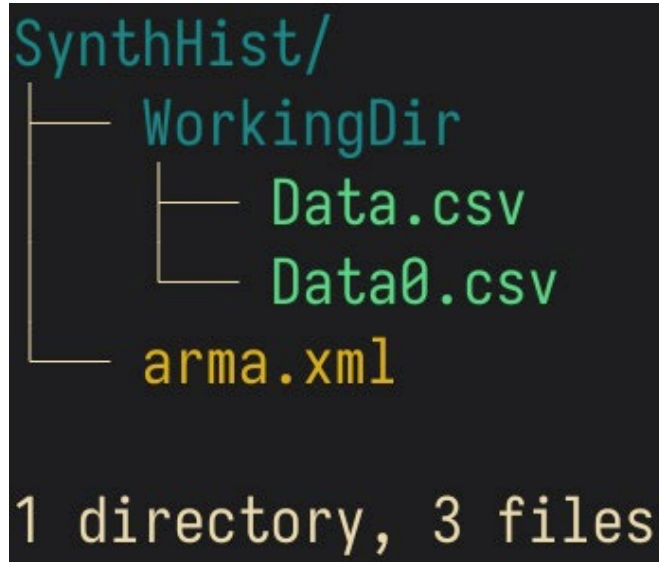 SynthHist/
WorkingDir
Data.csv
Data0.csv
arma.xml
1 directory, 3 files